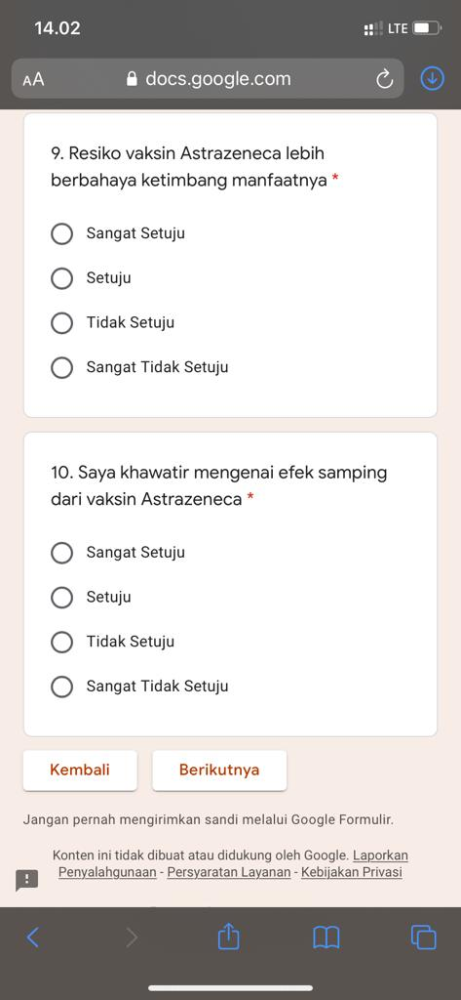 14.02
LTE
AA
docs.google.com
9. Resiko vaksin Astrazeneca lebih
berbahaya ketimbang manfaatnya *
Sangat Setuju
Setuju
Tidak Setuju
Sangat Tidak Setuju
10. Saya khawatir mengenai efek samping
dari vaksin Astrazeneca *
Sangat Setuju
Setuju
Tidak Setuju
Sangat Tidak Setuju
Kembali
Berikutnya
Jangan pernah mengirimkan sandi melalui Google Formulir.
Konten ini tidak dibuat atau didukung oleh Google. Laporkan
Penyalahgunaan - Persyaratan Layanan - Kebijakan Privasi